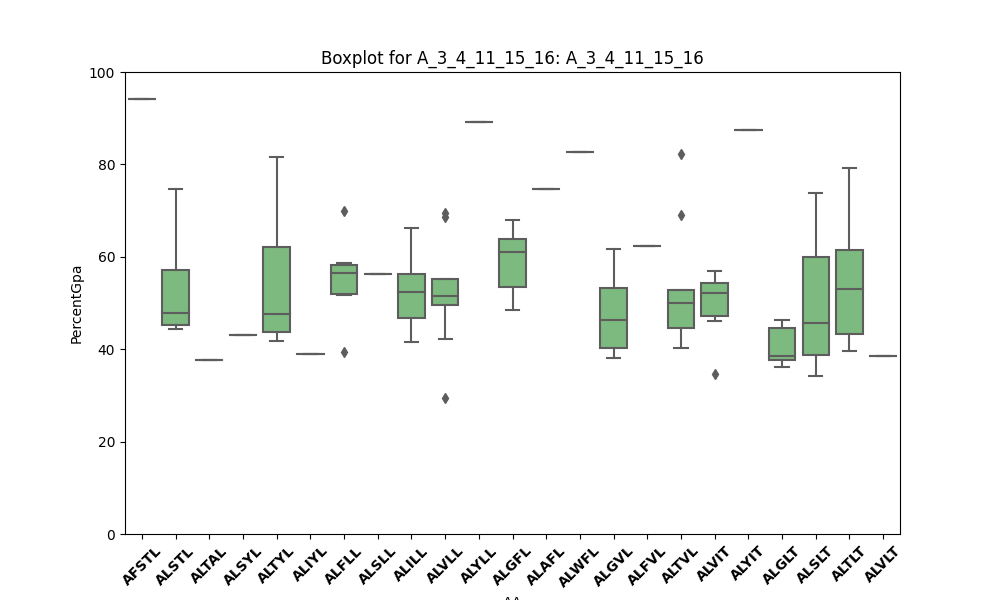 Boxplot for A_3_4_11_15_16: A_3_4_11_15_16
100
80
60
40
20
0
PercentGpa
AFSTL ALSTL ALTAL ALSYL ALTYL ALIYL ALFLL ALSLL ALILL ALVLL ALYLL ALGFL ALAFL ALWFL ALGVL ALFVL ALTVL ALVIT ALYIT ALGLT ALSLT ALTLT ALVLT